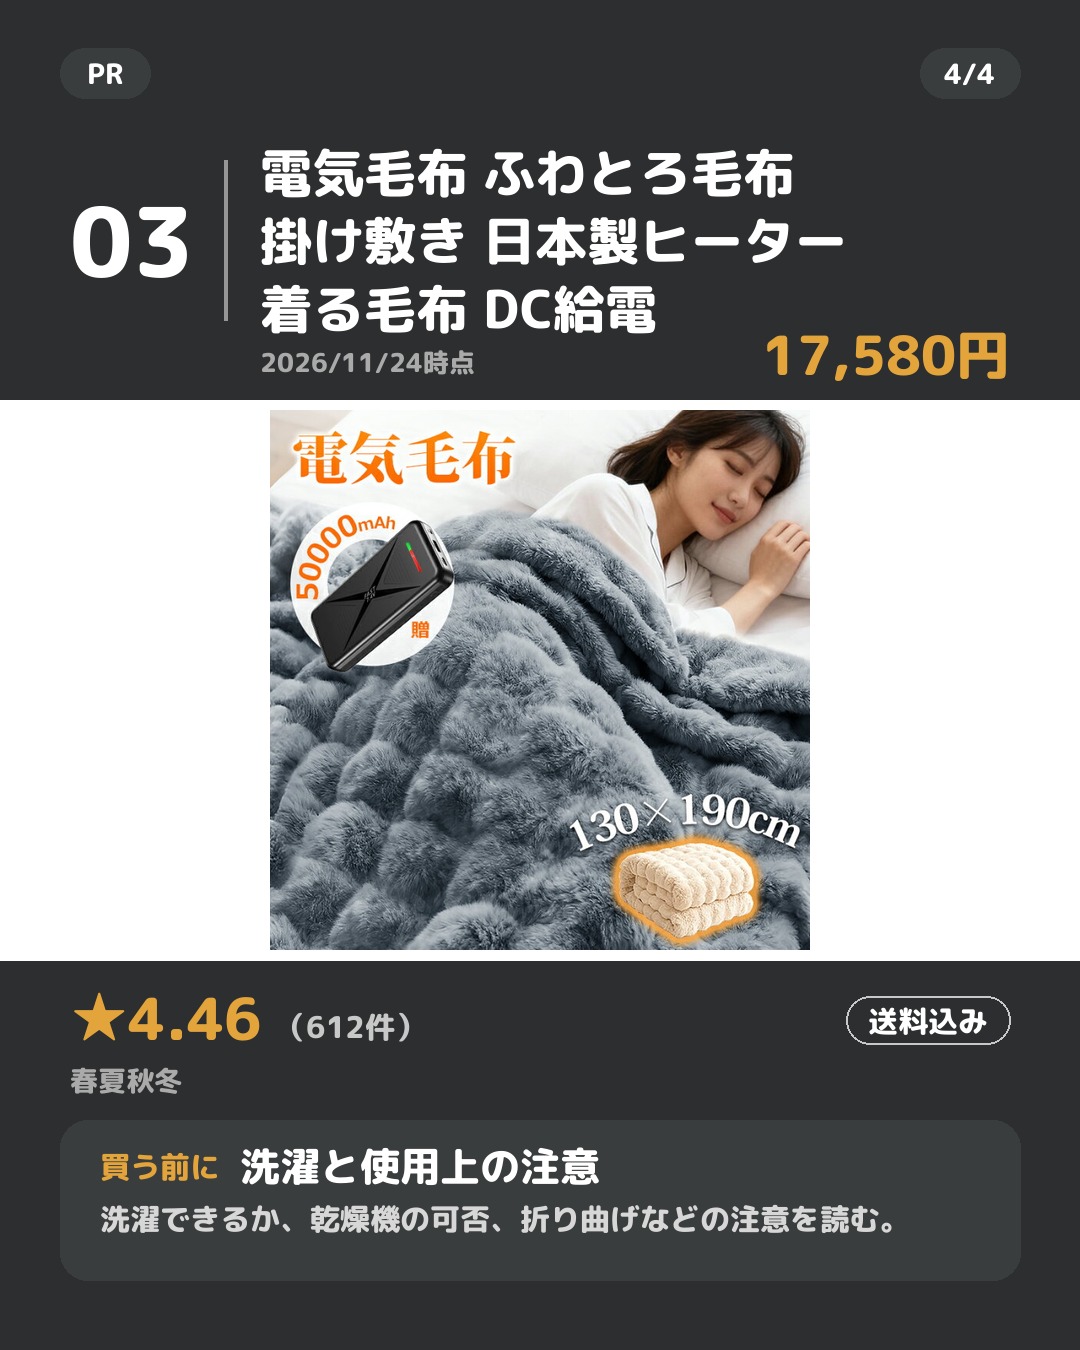 PR
4/4
03
電気毛布 ふわとろ毛布
掛け敷き 日本製ヒーター
着る毛布 DC給電
2026/11/24時点
17,580円
電気毛布
50000mAh
贈
130×190cm
★4.46 (612件)
送料込み
春夏秋冬
買う前に 洗濯と使用上の注意
洗濯できるか、乾燥機の可否、折り曲げなどの注意を読む。